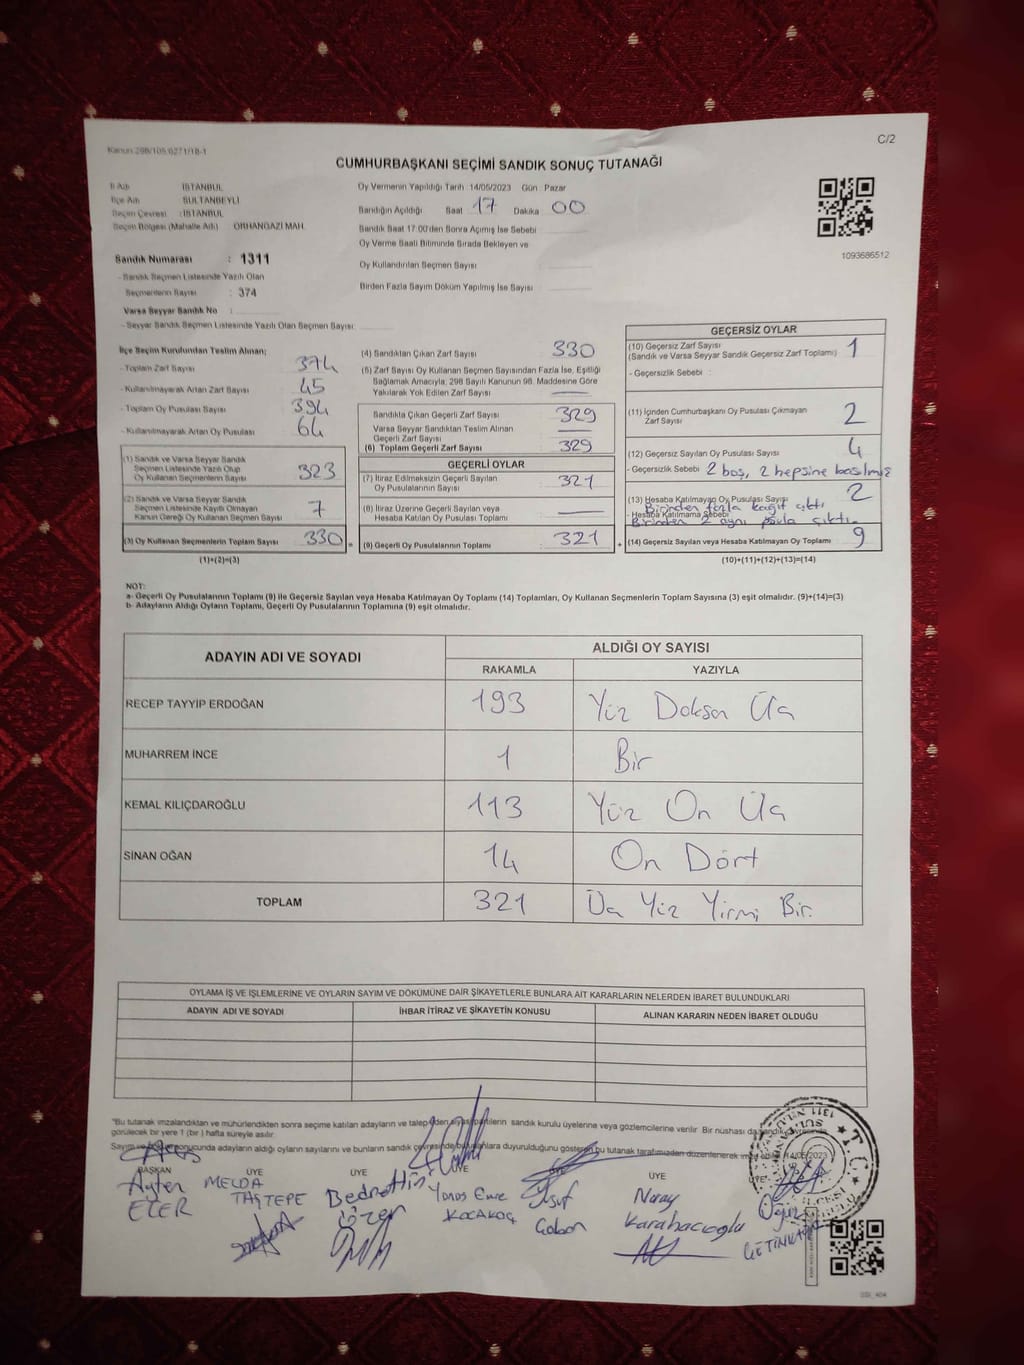 Kanun 298/105,6271/18-1
C/2
CUMHURBAŞKANI SEÇİMİ SANDIK SONUÇ TUTANAĞI
İl Adı : İSTANBUL
İlçe Adı : SULTANBEYLİ
Seçim Çevresi : İSTANBUL
Seçim Bölgesi (Mahalle Adı) ORHANGAZİ MAH.
Sandık Numarası : 1311
- Sandık Seçmen Listesinde Yazılı Olan
Seçmenlerin Sayısı : 374
Varsa Seyyar Sandık No :
- Seyyar Sandık Seçmen Listesinde Yazılı Olan Seçmen Sayısı:
Oy Vermenin Yapıldığı Tarih 14/05/2023 Gün Pazar
Sandığın Açıldığı Saat 17 Dakika 00
Sandık Saat 17:00'den Sonra Açımış İse Sebebi
Oy Verme Saati Bitiminde Sırada Bekleyen ve
Oy Kullandırılan Seçmen Sayısı :
Birden Fazla Sayım Döküm Yapılmış İse Sayısı :
1093686512
İlçe Seçim Kurulundan Teslim Alınan;
- Toplam Zarf Sayısı : 374
- Kullanılmayarak Artan Zarf Sayısı : 45
- Toplam Oy Pusulası Sayısı : 394
- Kullanılmayarak Artan Oy Pusulası : 64
(1) Sandık ve Varsa Seyyar Sandık
Seçmen Listesinde Yazılı Olup
Oy Kullanan Seçmen Sayısı : 323
(2) Sandık ve Varsa Seyyar Sandık
Seçmen Listesinde Kayıtlı Olmayan
Kanun Gereği Oy Kullanan Seçmen Sayısı : 7
(3) Oy Kullanan Seçmenlerin Toplam Sayısı : 330 =
(1)+(2)=(3)
(4) Sandıktan Çıkan Zarf Sayısı : 330
(5) Zarf Sayısı Oy Kullanan Seçmen Sayısından Fazla İse, Eşitliği
Sağlamak Amacıyla; 298 Sayılı Kanunun 98. Maddesine Göre
Yakılarak Yok Edilen Zarf Sayısı :
Sandıkta Çıkan Geçerli Zarf Sayısı : 329
Varsa Seyyar Sandıktan Teslim Alınan
Geçerli Zarf Sayısı :
(6) Toplam Geçerli Zarf Sayısı : 329
GEÇERLİ OYLAR
(7) İtiraz Edilmeksizin Geçerli Sayılan
Oy Pusulalarının Sayısı : 321
(8) İtiraz Üzerine Geçerli Sayılan veya
Hesaba Katılan Oy Pusulası Toplamı :
(9) Geçerli Oy Pusulalarının Toplamı : 321 +
GEÇERSİZ OYLAR
(10) Geçersiz Zarf Sayısı : 1
(Sandık ve Varsa Seyyar Sandık Geçersiz Zarf Toplamı)
- Geçersizlik Sebebi :
(11) İçinden Cumhurbaşkanı Oy Pusulası Çıkmayan
Zarf Sayısı : 2
(12) Geçersiz Sayılan Oy Pusulası Sayısı : 4
- Geçersizlik Sebebi : 2 boş, 2 hepsine basılmış
(13) Hesaba Katılmayan Oy Pusulası Sayısı : 2
Birinden fazla kağıt çıktı
- Hesaba Katılmama Sebebi
Birinden 2 aynı pusula çıktı.
(14) Geçersiz Sayılan veya Hesaba Katılmayan Oy Toplamı : 9
(10)+(11)+(12)+(13)=(14)
NOT:
a- Geçerli Oy Pusulalarının Toplamı (9) ile Geçersiz Sayılan veya Hesaba Katılmayan Oy Toplamı (14) Toplamları, Oy Kullanan Seçmenlerin Toplam Sayısına (3) eşit olmalıdır. (9)+(14)=(3)
b- Adayların Aldığı Oyların Toplamı, Geçerli Oy Pusulalarının Toplamına (9) eşit olmalıdır.
ADAYIN ADI VE SOYADI ALDIĞI OY SAYISI
RAKAMLA YAZIYLA
RECEP TAYYİP ERDOĞAN 193 Yüz Doksan Üç
MUHARREM İNCE 1 Bir
KEMAL KILIÇDAROĞLU 113 Yüz On Üç
SİNAN OĞAN 14 On Dört
TOPLAM 321 Üç Yüz Yirmi Bir.
OYLAMA İŞ VE İŞLEMLERİNE VE OYLARIN SAYIM VE DÖKÜMÜNE DAİR ŞİKAYETLERLE BUNLARA AİT KARARLARIN NELERDEN İBARET BULUNDUKLARI
ADAYIN ADI VE SOYADI İHBAR İTİRAZ VE ŞİKAYETİN KONUSU ALINAN KARARIN NEDEN İBARET OLDUĞU
"Bu tutanak imzalandıktan ve mühürlendikten sonra seçime katılan adayların ve talep eden siyasi partilerin sandık kurulu üyelerine veya gözlemcilerine verilir. Bir nüshası da sandık
görülecek bir yere 1 (bir) hafta süreyle asılır.
Sayım ve sonucunda adayların aldığı oyların sayılarını ve bunların sandık duyurulduğunu gösteren bu tutanak tarafımızdan düzenlenerek 14/05/2023
BAŞKAN ÜYE ÜYE ÜYE ÜYE ÜYE
Ayten ECER
MELDA TAŞTEPE
Bedrettin Özer
Yunus Emre KOCAKOÇ
Yusuf Çoban
Nuray Karahacıoğlu
Oğuz ÇETİNKAYA
T.C.
SSI_404